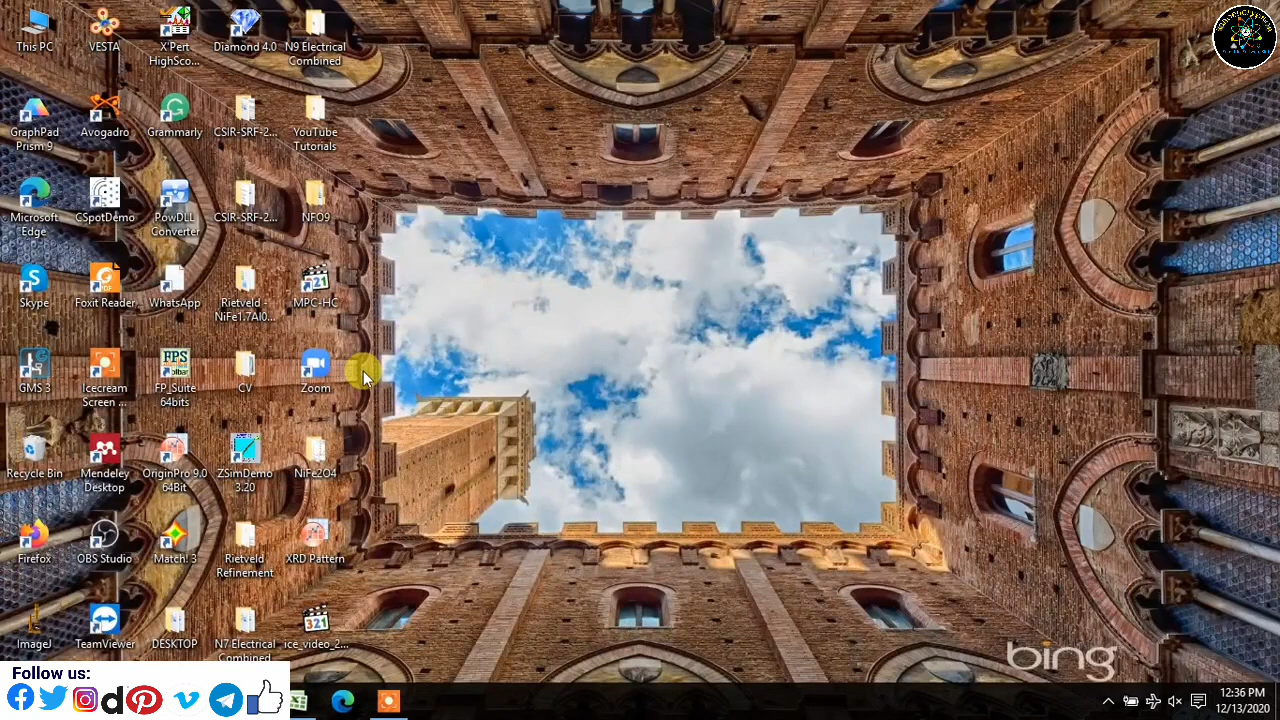 This PC
VESTA
X'Pert
HighSco...
Diamond 4.0
N9 Electrical
Combined
GraphPad
Prism 9
Avogadro
Grammarly
CSIR-SRF-2...
YouTube
Tutorials
Microsoft
Edge
CSpotDemo
PowDLL
Converter
CSIR-SRF-2...
NFO9
Skype
Foxit Reader
WhatsApp
Rietveld -
NiFe1.7Al0...
MPC-HC
GMS 3
Icecream
Screen ...
FPS
FP_Suite
64bits
CV
Zoom
Recycle Bin
Mendeley
Desktop
OriginPro 9.0
64Bit
ZSimDemo
3.20
NiFe2O4
Firefox
OBS Studio
Match! 3
Rietveld
Refinement
XRD Pattern
ImageJ
TeamViewer
DESKTOP
N7 Electrical
Combined
ice_video_2...
bing
Follow us:
12:36 PM
12/13/2020